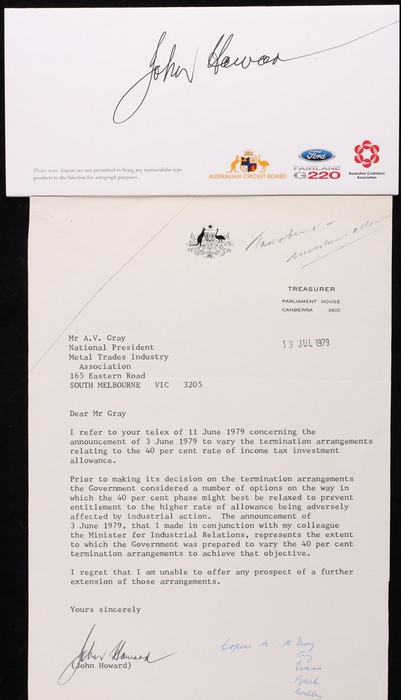 John Howard
Please note: Guests are not permitted to bring any memorabilia-type
products to the function for autograph purposes.
AUSTRALIAN CRICKET BOARD
Ford
FAIRLANE
G220
Australian Cricketers'
Association
TREASURER
PARLIAMENT HOUSE
CANBERRA 2600
13 JUL 1979
Mr A.V. Gray
National President
Metal Trades Industry
Association
165 Eastern Road
SOUTH MELBOURNE VIC 3205
Dear Mr Gray
I refer to your telex of 11 June 1979 concerning the
announcement of 3 June 1979 to vary the termination arrangements
relating to the 40 per cent rate of income tax investment
allowance.
Prior to making its decision on the termination arrangements
the Government considered a number of options on the way in
which the 40 per cent phase might best be relaxed to prevent
entitlement to the higher rate of allowance being adversely
affected by industrial action. The announcement of
3 June 1979, that I made in conjunction with my colleague
the Minister for Industrial Relations, represents the extent
to which the Government was prepared to vary the 40 per cent
termination arrangements to achieve that objective.
I regret that I am unable to offer any prospect of a further
extension of those arrangements.
Yours sincerely
John Howard
(John Howard)
Copies to Mr Gray
Evans